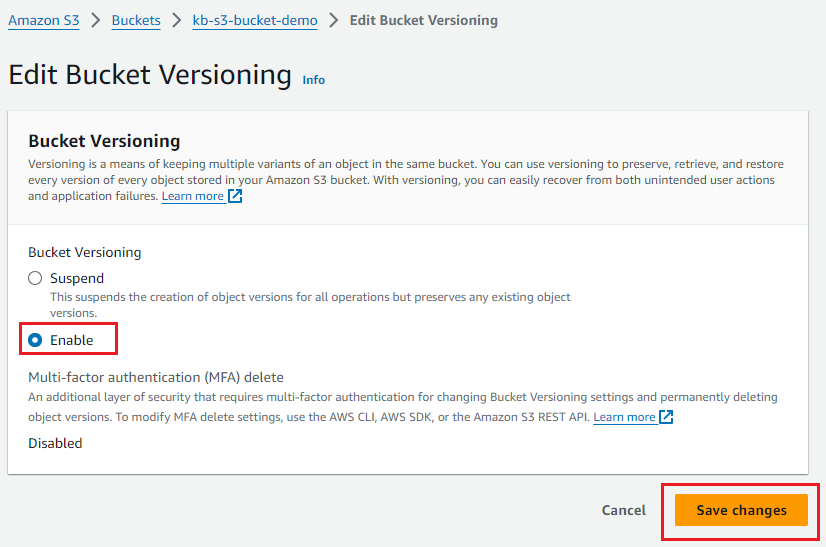 Amazon S3 > Buckets > kb-s3-bucket-demo > Edit Bucket Versioning
Edit Bucket Versioning Info
Bucket Versioning
Versioning is a means of keeping multiple variants of an object in the same bucket. You can use versioning to preserve, retrieve, and restore
every version of every object stored in your Amazon S3 bucket. With versioning, you can easily recover from both unintended user actions
and application failures. Learn more
Bucket Versioning
Suspend
This suspends the creation of object versions for all operations but preserves any existing object
versions.
Enable
Multi-factor authentication (MFA) delete
An additional layer of security that requires multi-factor authentication for changing Bucket Versioning settings and permanently deleting
object versions. To modify MFA delete settings, use the AWS CLI, AWS SDK, or the Amazon S3 REST API. Learn more
Disabled
Cancel Save changes